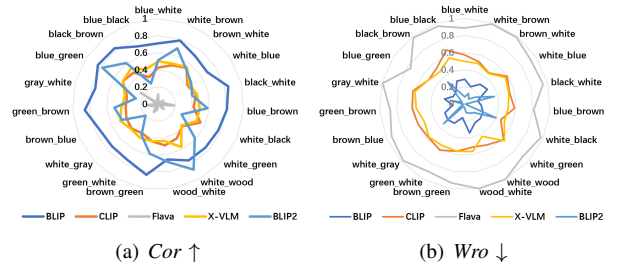 blue_white
blue_black
white_brown
black_brown
brown_white
blue_green
white_blue
gray_white
black_white
green_brown
blue_brown
brown_blue
white_black
white_gray
white_green
green_white
white_wood
brown_green
wood_white
1
0.8
0.6
0.4
0.2
0
BLIP CLIP Flava X-VLM BLIP2
(a) Cor ↑
blue_white
blue_black
white_brown
black_brown
brown_white
blue_green
white_blue
gray_white
black_white
green_brown
blue_brown
brown_blue
white_black
white_gray
white_green
green_white
white_wood
brown_green
wood_white
1
0.8
0.6
0.4
0.2
BLIP CLIP Flava X-VLM BLIP2
(b) Wro ↓